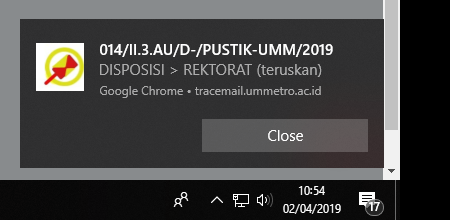 014/II.3.AU/D-/PUSTIK-UMM/2019
DISPOSISI > REKTORAT (teruskan)
Google Chrome • tracemail.ummetro.ac.id
Close
10:54
02/04/2019
17